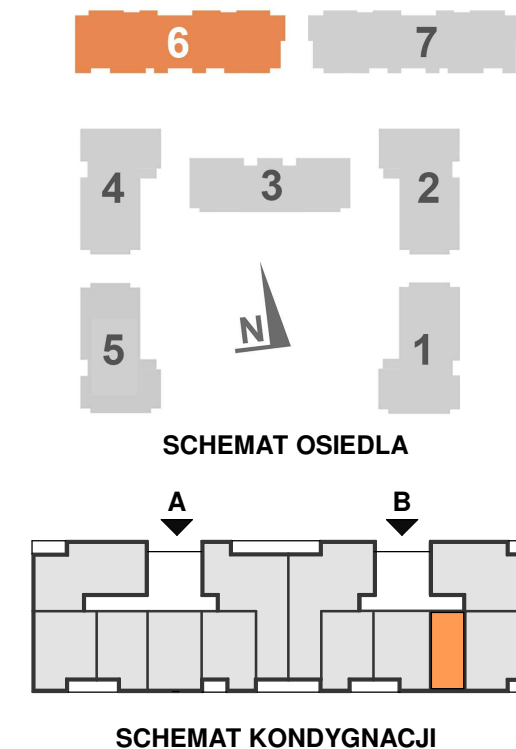 6 7
4 3 2
N
5 1
SCHEMAT OSIEDLA
A B
SCHEMAT KONDYGNACJI